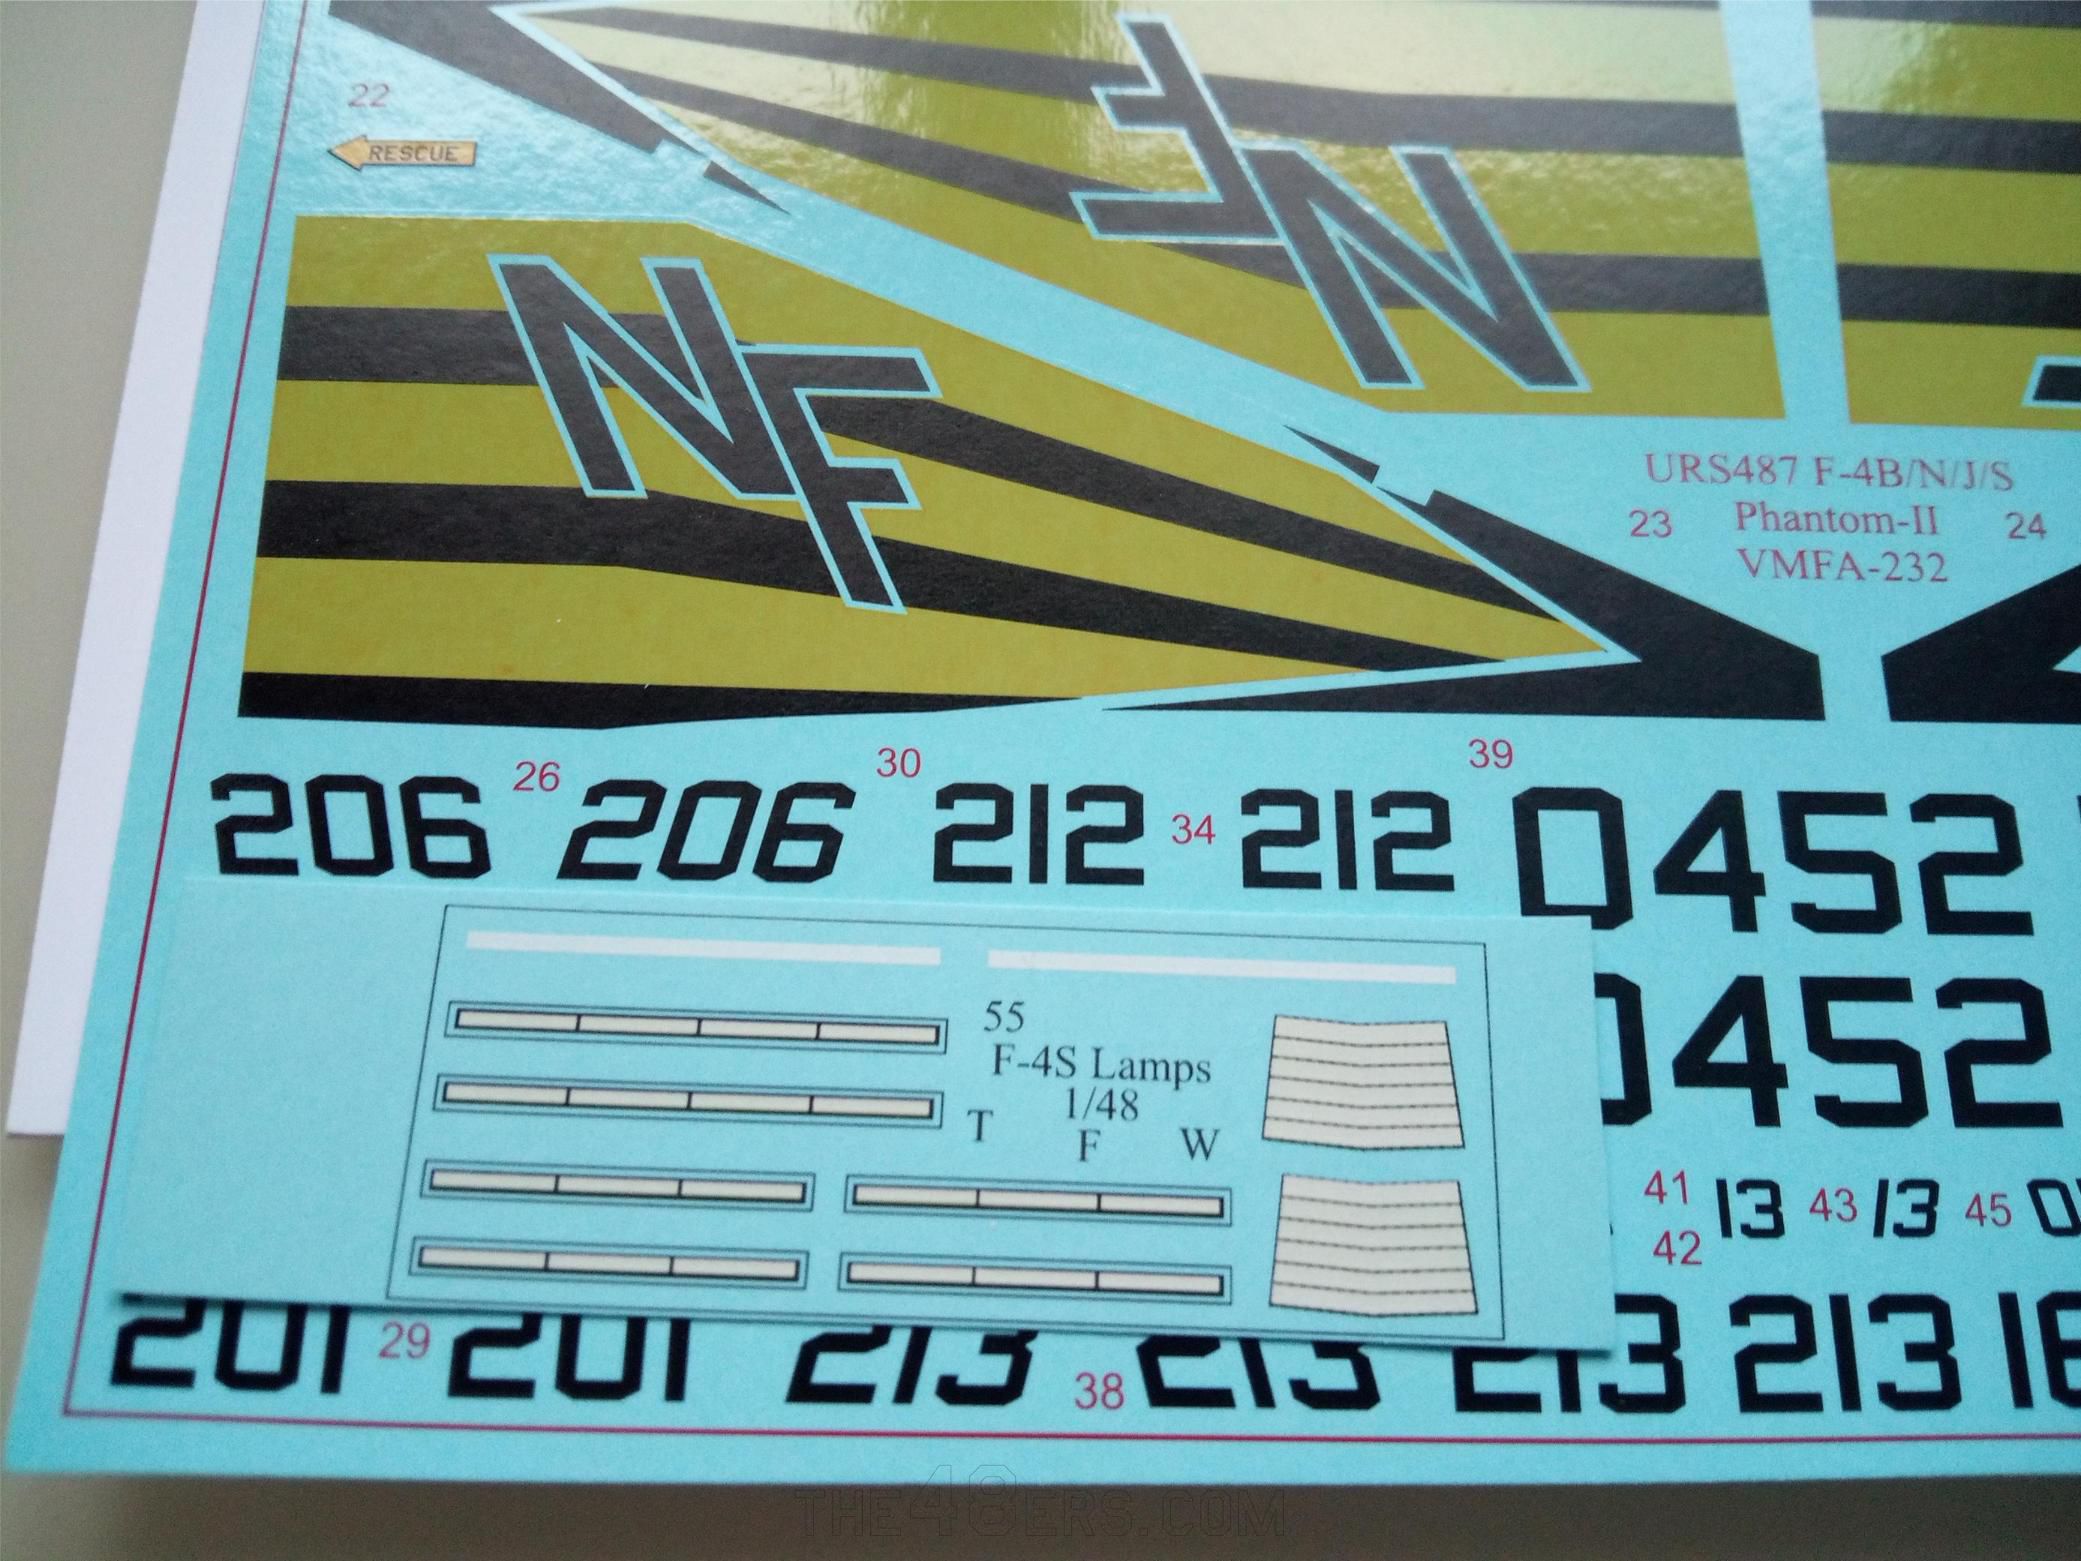 22
RESCUE
NF
NF
URS487 F-4B/N/J/S
23 Phantom-II 24
VMFA-232
26 30 39
206 206 212 34 212 0452
0452
55
F-4S Lamps
1/48
T F W
41 13 43 13 45
42
201 29 201 213 38 213 213 213
THE48ERS.COM